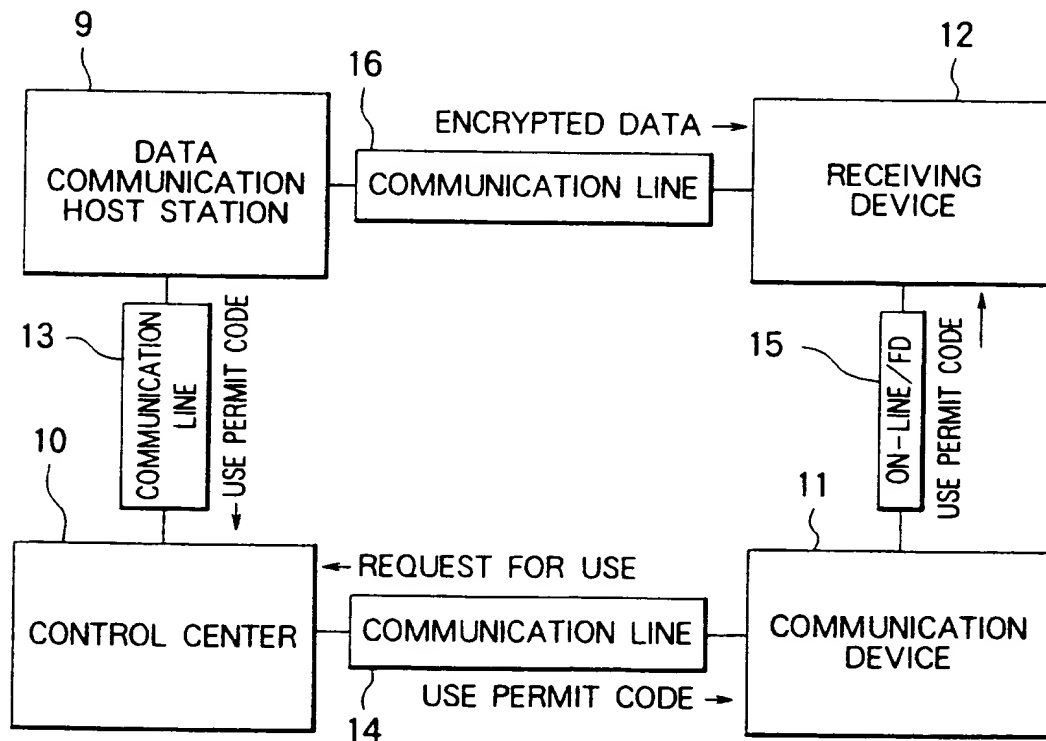 9
12
16
ENCRYPTED DATA →
DATA
COMMUNICATION
HOST STATION
COMMUNICATION LINE
RECEIVING
DEVICE
13
COMMUNICATION
LINE
USE PERMIT CODE
15
ON-LINE/FD
USE PERMIT CODE
10
11
← REQUEST FOR USE
CONTROL CENTER
COMMUNICATION LINE
COMMUNICATION
DEVICE
USE PERMIT CODE →
14